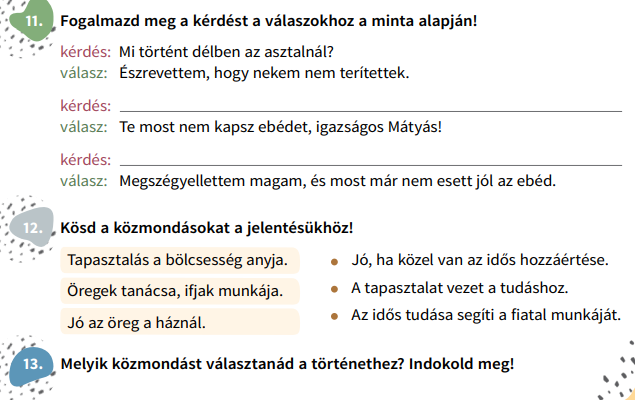 11. Fogalmazd meg a kérdést a válaszokhoz a minta alapján!
kérdés: Mi történt délben az asztalnál?
válasz: Észrevettem, hogy nekem nem terítettek.
kérdés:
válasz: Te most nem kapsz ebédet, igazságos Mátyás!
kérdés:
válasz: Megszégyellettem magam, és most már nem esett jól az ebéd.
12. Kösd a közmondásokat a jelentésükhöz!
Tapasztalás a bölcsesség anyja. • Jó, ha közel van az idős hozzáértése.
Öregek tanácsa, ifjak munkája. • A tapasztalat vezet a tudáshoz.
Jó az öreg a háznál. • Az idős tudása segíti a fiatal munkáját.
13. Melyik közmondást választanád a történethez? Indokold meg!